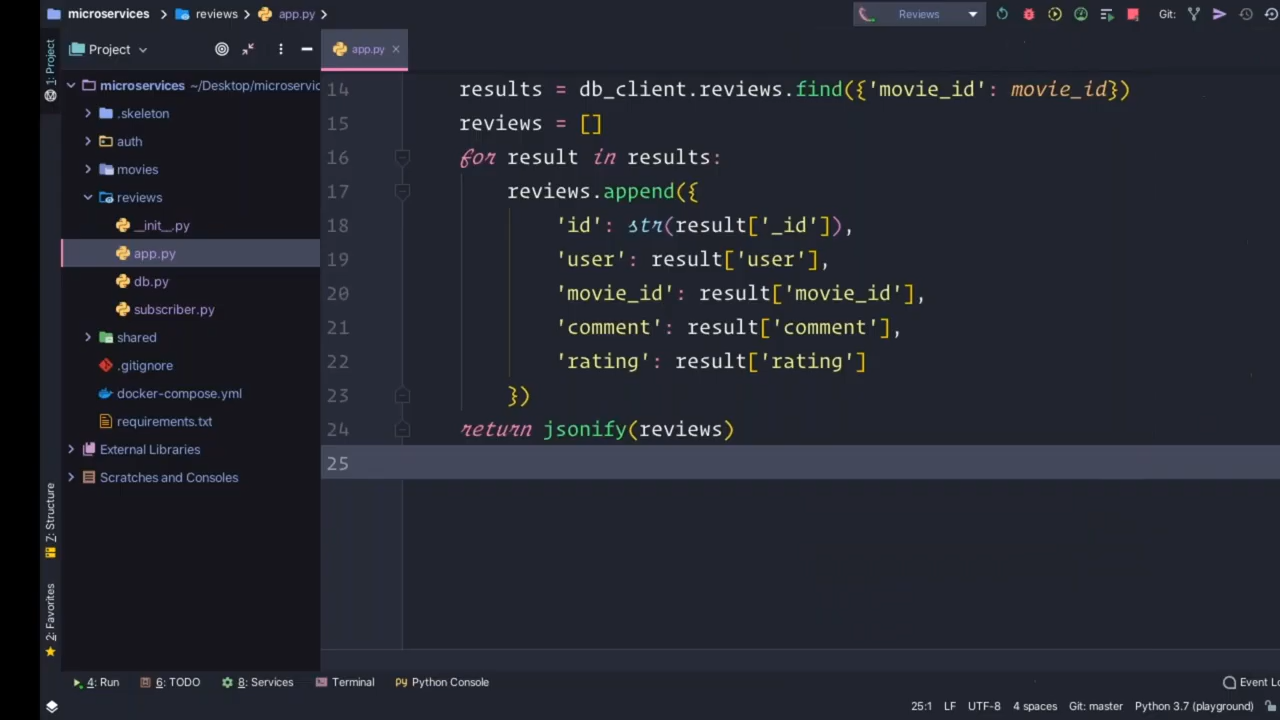 microservices > reviews > app.py >
Reviews
Git:
1: Project
Project
app.py ×
microservices ~/Desktop/microservic
.skeleton
auth
movies
reviews
__init__.py
app.py
db.py
subscriber.py
shared
.gitignore
docker-compose.yml
requirements.txt
External Libraries
Scratches and Consoles
Z: Structure
2: Favorites
14 results = db_client.reviews.find({'movie_id': movie_id})
15 reviews = []
16 for result in results:
17 reviews.append({
18 'id': str(result['_id']),
19 'user': result['user'],
20 'movie_id': result['movie_id'],
21 'comment': result['comment'],
22 'rating': result['rating']
23 })
24 return jsonify(reviews)
25
4: Run 6: TODO 8: Services Terminal Python Console Event Lo
25:1 LF UTF-8 4 spaces Git: master Python 3.7 (playground)